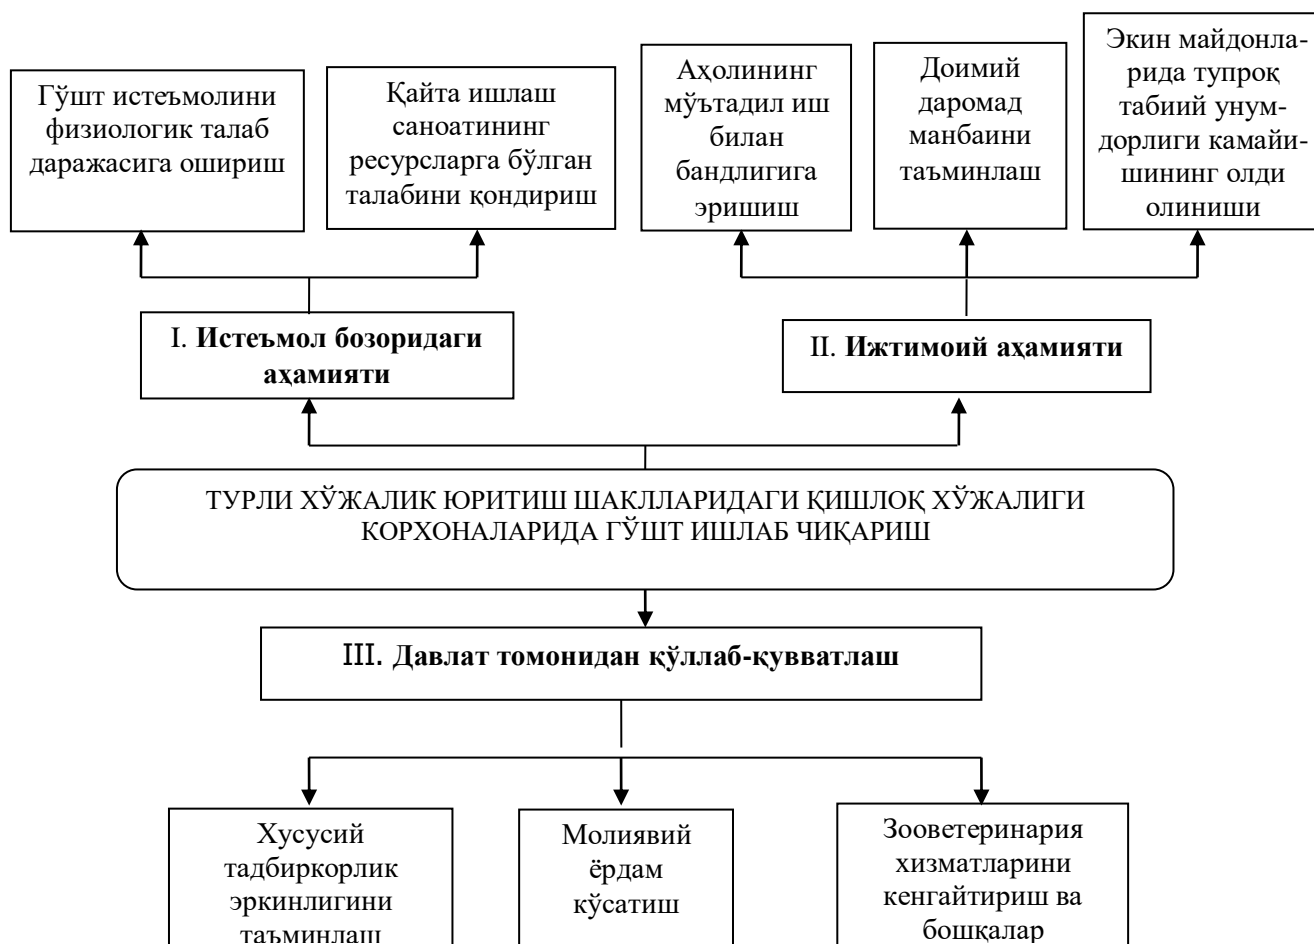 Гўшт истеъмолини
физиологик талаб
даражасига ошириш
Қайта ишлаш
саноатининг
ресурсларга бўлган
талабини қондириш
Аҳолининг
мўътадил иш
билан
бандлигига
эришиш
Доимий
даромад
манбаини
таъминлаш
Экин майдонла-
рида тупроқ
табиий унум-
дорлиги камайи-
шининг олди
олиниши
I. Истеъмол бозоридаги
аҳамияти
II. Ижтимоий аҳамияти
ТУРЛИ ХЎЖАЛИК ЮРИТИШ ШАКЛЛАРИДАГИ ҚИШЛОҚ ХЎЖАЛИГИ
КОРХОНАЛАРИДА ГЎШТ ИШЛАБ ЧИҚАРИШ
III. Давлат томонидан қўллаб-қувватлаш
Хусусий
тадбиркорлик
эркинлигини
таъминлаш
Молиявий
ёрдам
кўсатиш
Зооветеринария
хизматларини
кенгайтириш ва
бошқалар